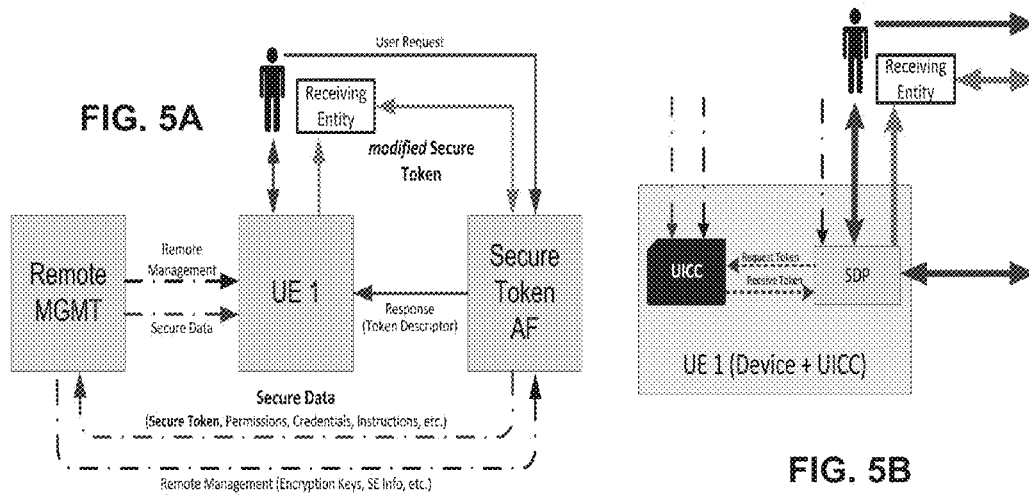 FIG. 5A
User Request
Receiving
Entity
modified Secure
Token
Remote
MGMT
Remote
Management
Secure Data
UE 1
Response
(Token Descriptor)
Secure
Token
AF
Secure Data
(Secure Token, Permissions, Credentials, Instructions, etc.)
Remote Management (Encryption Keys, SE Info, etc.)
Receiving
Entity
UICC
Request Token
Receive Token
SDP
UE 1 (Device + UICC)
FIG. 5B